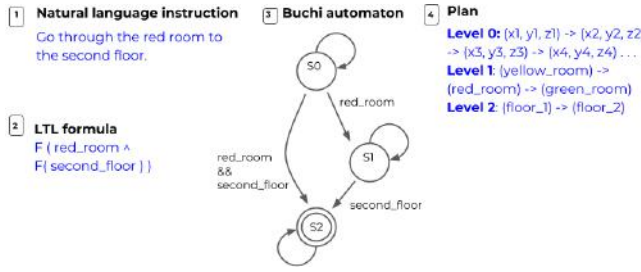 1 Natural language instruction
Go through the red room to
the second floor.
2 LTL formula
F ( red_room ^
F( second_floor ) )
3 Buchi automaton
S0
red_room
S1
red_room
&&
second_floor
second_floor
S2
4 Plan
Level 0: (x1, y1, z1) -> (x2, y2, z2
-> (x3, y3, z3) -> (x4, y4, z4) . . .
Level 1: (yellow_room) ->
(red_room) -> (green_room)
Level 2: (floor_1) -> (floor_2)